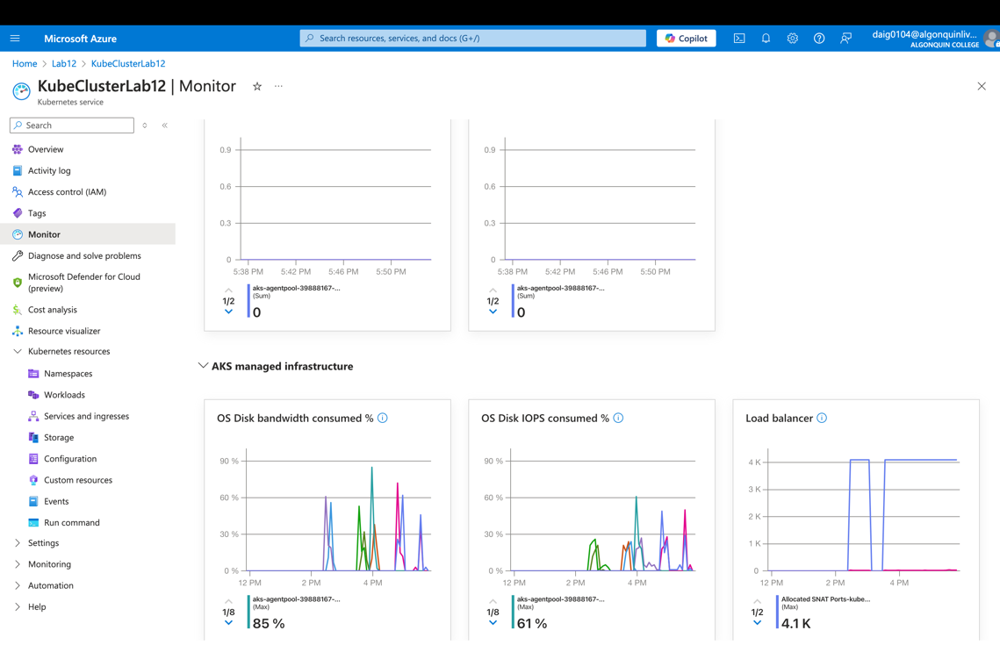 Microsoft Azure
Search resources, services, and docs (G+/)
Copilot
daig0104@algonquinliv...
ALGONQUIN COLLEGE
Home > Lab12 > KubeClusterLab12
KubeClusterLab12 | Monitor
Kubernetes service
Search
Overview
Activity log
Access control (IAM)
Tags
Monitor
Diagnose and solve problems
Microsoft Defender for Cloud
(preview)
Cost analysis
Resource visualizer
Kubernetes resources
Namespaces
Workloads
Services and ingresses
Storage
Configuration
Custom resources
Events
Run command
Settings
Monitoring
Automation
Help
0.9
0.6
0.3
0
5:38 PM 5:42 PM 5:46 PM 5:50 PM
1/2
aks-agentpool-39888167-...
(Sum)
0
0.9
0.6
0.3
0
5:38 PM 5:42 PM 5:46 PM 5:50 PM
1/2
aks-agentpool-39888167-...
(Sum)
0
AKS managed infrastructure
OS Disk bandwidth consumed %
90 %
60 %
30 %
0 %
12 PM 2 PM 4 PM
1/8
aks-agentpool-39888167-...
(Max)
85 %
OS Disk IOPS consumed %
90 %
60 %
30 %
0 %
12 PM 2 PM 4 PM
1/8
aks-agentpool-39888167-...
(Max)
61 %
Load balancer
4 K
3 K
2 K
1 K
0
12 PM 2 PM 4 PM
1/2
Allocated SNAT Ports-kube...
(Max)
4.1 K